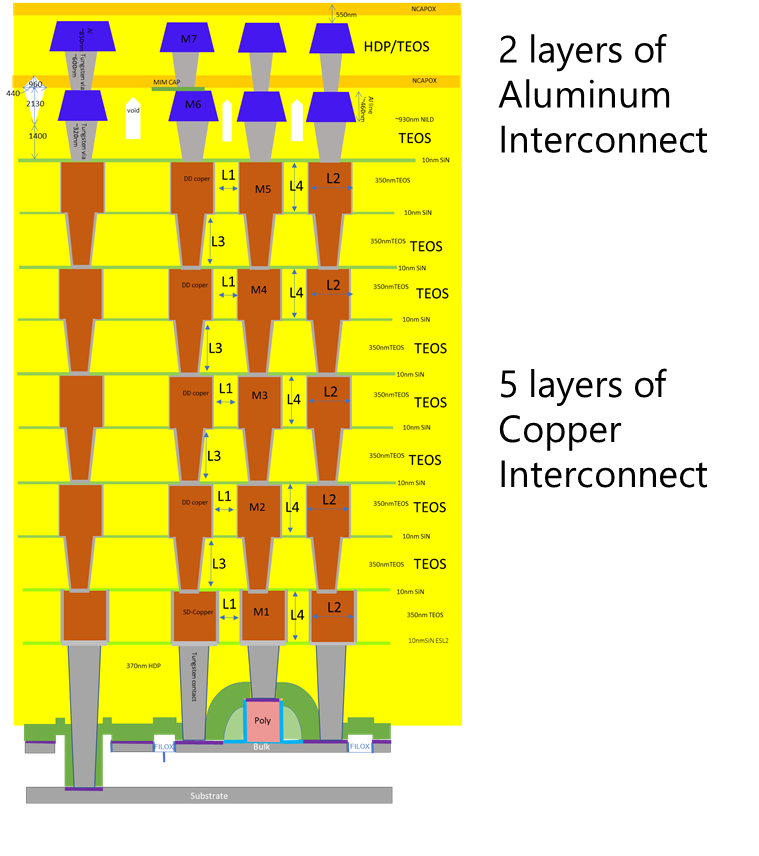 NCAPOX
550nm
2 layers of
Aluminum
Interconnect
M7
HDP/TEOS
Al
~850nm
Tungsten via
~600nm
NCAPOX
MIM CAP
960
440
2130
void
M6
Al line
~460nm
~930nm NILD
TEOS
1400
Tungsten via
~320nm
10nm SiN
DD coper
L1
M5
L4
L2
350nmTEOS
10nm SiN
L3
350nmTEOS
TEOS
10nm SiN
DD coper
L1
M4
L4
L2
350nmTEOS
TEOS
10nm SiN
L3
350nmTEOS
TEOS
10nm SiN
5 layers of
Copper
Interconnect
DD coper
L1
M3
L4
L2
350nmTEOS
TEOS
10nm SiN
L3
350nmTEOS
TEOS
10nm SiN
DD coper
L1
M2
L4
L2
350nmTEOS
TEOS
10nm SiN
L3
350nmTEOS
TEOS
10nm SiN
SD-Copper
L1
M1
L4
L2
350nm TEOS
10nmSiN ESL2
370nm HDP
Tungsten contact
Poly
FILOX
Bulk
FILOX
Substrate